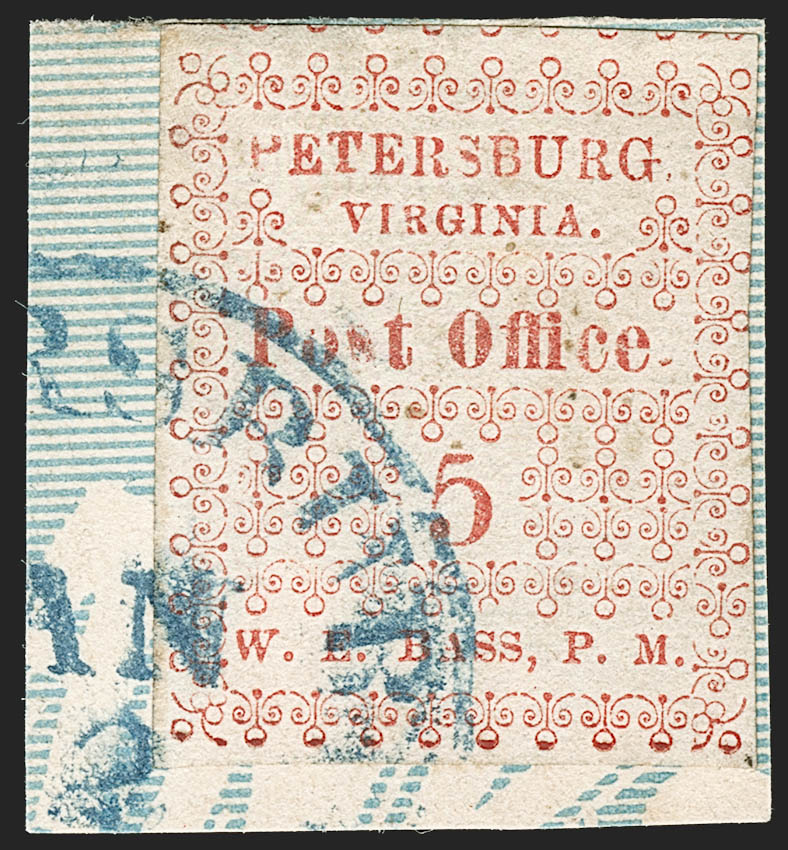 PETERSBURG,
VIRGINIA.
Post Office.
5
W. E. BASS, P. M.